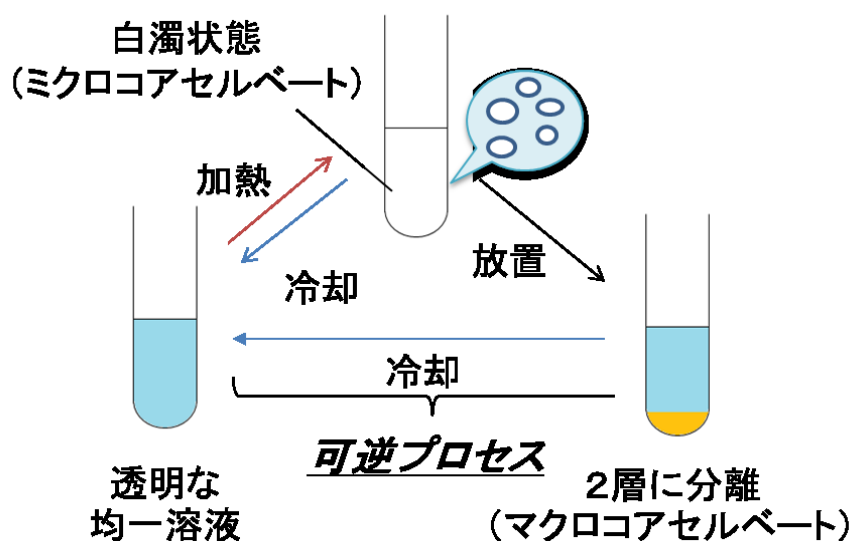 白濁状態
（ミクロコアセルベート）
加熱
冷却
放置
冷却
可逆プロセス
透明な
均一溶液
２層に分離
（マクロコアセルベート）